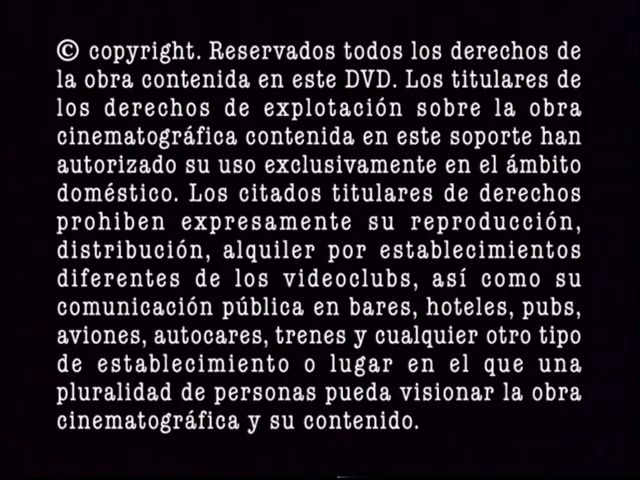 © copyright. Reservados todos los derechos de
la obra contenida en este DVD. Los titulares de
los derechos de explotación sobre la obra
cinematográfica contenida en este soporte han
autorizado su uso exclusivamente en el ámbito
doméstico. Los citados titulares de derechos
prohiben expresamente su reproducción,
distribución, alquiler por establecimientos
diferentes de los videoclubs, así como su
comunicación pública en bares, hoteles, pubs,
aviones, autocares, trenes y cualquier otro tipo
de establecimiento o lugar en el que una
pluralidad de personas pueda visionar la obra
cinematográfica y su contenido.